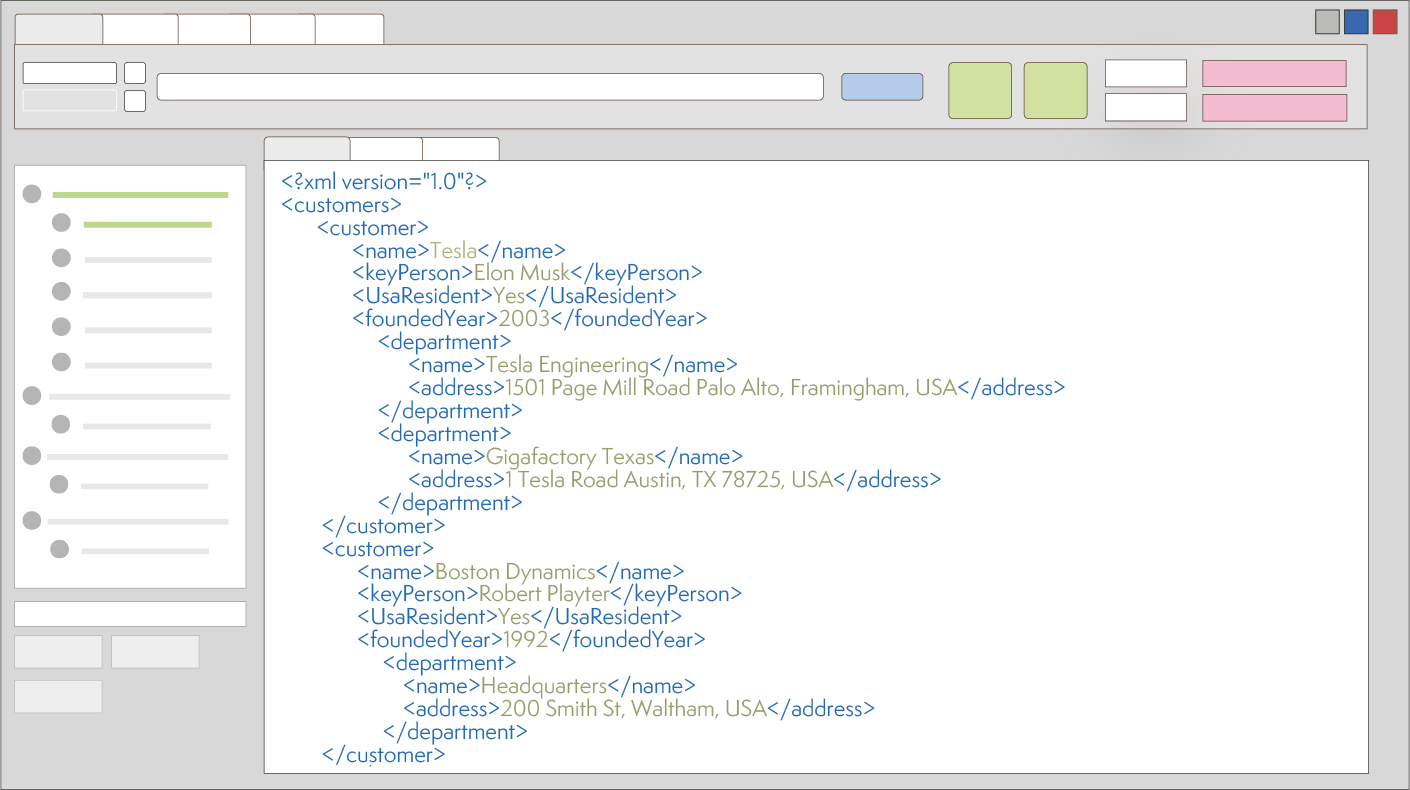 <?xml version="1.0"?>
<customers>
<customer>
<name>Tesla</name>
<keyPerson>Elon Musk</keyPerson>
<UsaResident>Yes</UsaResident>
<foundedYear>2003</foundedYear>
<department>
<name>Tesla Engineering</name>
<address>1501 Page Mill Road Palo Alto, Framingham, USA</address>
</department>
<department>
<name>Gigafactory Texas</name>
<address>1 Tesla Road Austin, TX 78725, USA</address>
</department>
</customer>
<customer>
<name>Boston Dynamics</name>
<keyPerson>Robert Playter</keyPerson>
<UsaResident>Yes</UsaResident>
<foundedYear>1992</foundedYear>
<department>
<name>Headquarters</name>
<address>200 Smith St, Waltham, USA</address>
</department>
</customer>